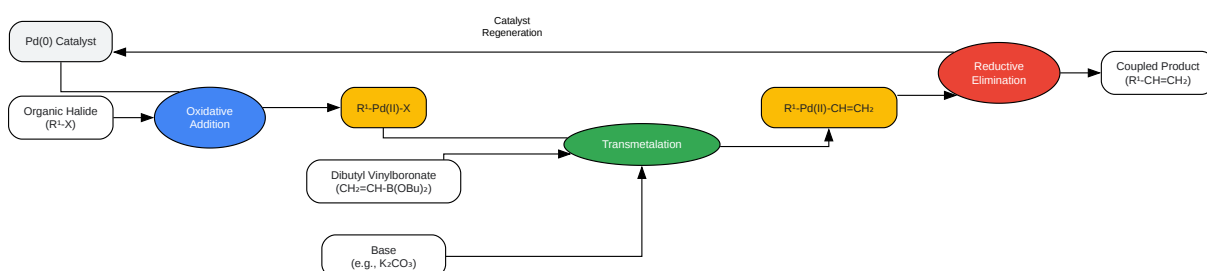 Catalyst
Regeneration
Pd(0) Catalyst
Reductive
Elimination
Coupled Product
(R¹-CH=CH₂)
Organic Halide
(R¹-X)
Oxidative
Addition
R¹-Pd(II)-X
R¹-Pd(II)-CH=CH₂
Transmetalation
Dibutyl Vinylboronate
(CH₂=CH-B(OBu)₂)
Base
(e.g., K₂CO₃)